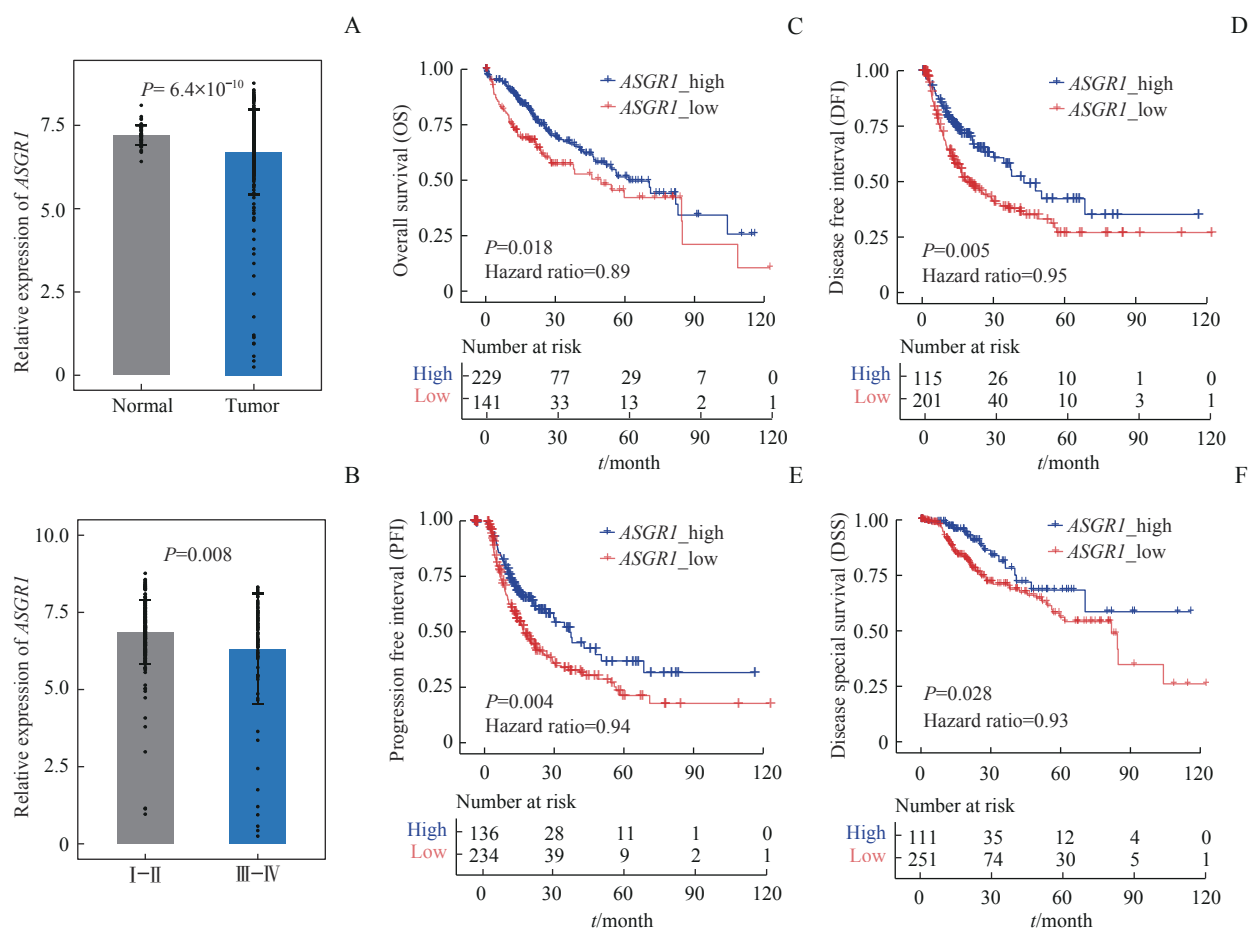 A
P= 6.4×10⁻¹⁰
Relative expression of ASGR1
7.5
5.0
2.5
0
Normal Tumor
C
Overall survival (OS)
1.00
0.75
0.50
0.25
0
ASGR1_high
ASGR1_low
P=0.018
Hazard ratio=0.89
0 30 60 90 120
Number at risk
High 229 77 29 7 0
Low 141 33 13 2 1
0 30 60 90 120
t/month
D
Disease free interval (DFI)
1.00
0.75
0.50
0.25
0
ASGR1_high
ASGR1_low
P=0.005
Hazard ratio=0.95
0 30 60 90 120
Number at risk
High 115 26 10 1 0
Low 201 40 10 3 1
0 30 60 90 120
t/month
B
P=0.008
Relative expression of ASGR1
10.0
7.5
5.0
2.5
0
Ⅰ-Ⅱ Ⅲ-Ⅳ
E
Progression free interval (PFI)
1.00
0.75
0.50
0.25
0
ASGR1_high
ASGR1_low
P=0.004
Hazard ratio=0.94
0 30 60 90 120
Number at risk
High 136 28 11 1 0
Low 234 39 9 2 1
0 30 60 90 120
t/month
F
Disease special survival (DSS)
1.00
0.75
0.50
0.25
0
ASGR1_high
ASGR1_low
P=0.028
Hazard ratio=0.93
0 30 60 90 120
Number at risk
High 111 35 12 4 0
Low 251 74 30 5 1
0 30 60 90 120
t/month